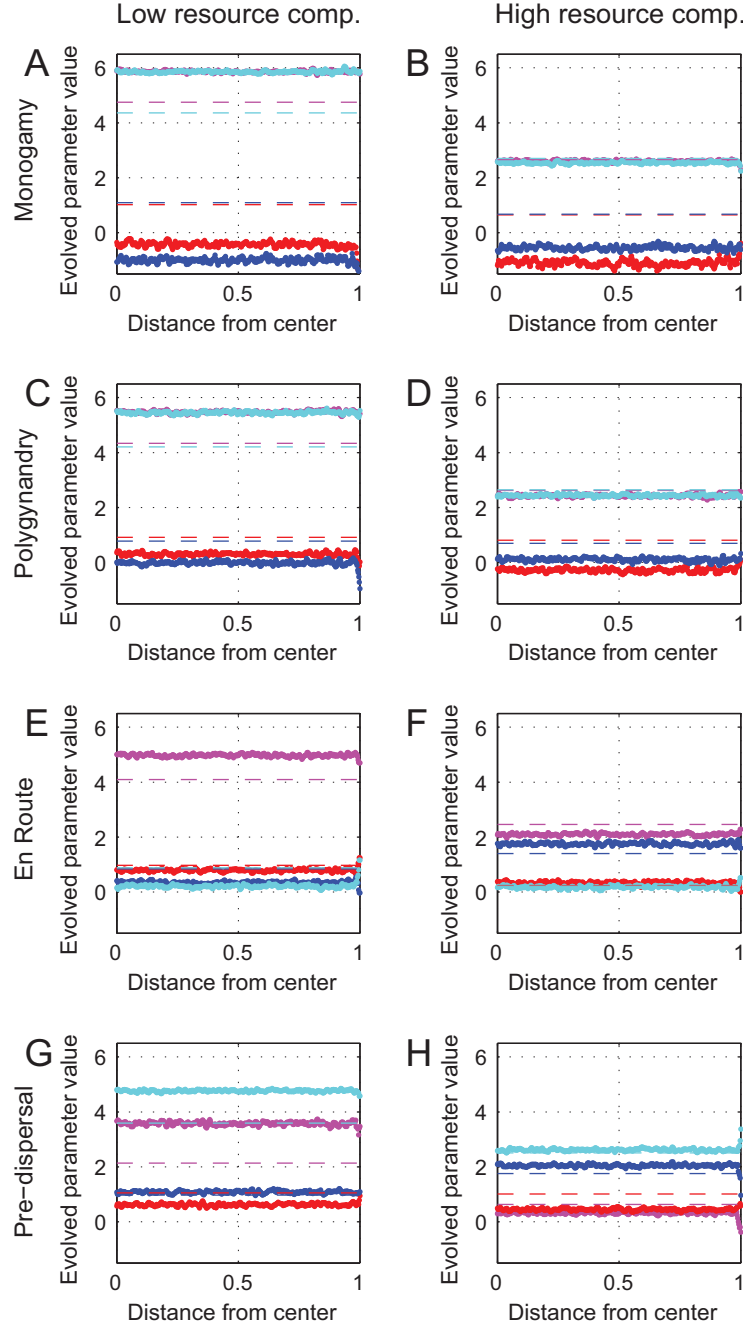 Low resource comp.
High resource comp.
A
B
Monogamy
Evolved parameter value
6
4
2
0
0
0.5
1
Distance from center
Evolved parameter value
6
4
2
0
0
0.5
1
Distance from center
C
D
Polygynandry
Evolved parameter value
6
4
2
0
0
0.5
1
Distance from center
Evolved parameter value
6
4
2
0
0
0.5
1
Distance from center
E
F
En Route
Evolved parameter value
6
4
2
0
0
0.5
1
Distance from center
Evolved parameter value
6
4
2
0
0
0.5
1
Distance from center
G
H
Pre−dispersal
Evolved parameter value
6
4
2
0
0
0.5
1
Distance from center
Evolved parameter value
6
4
2
0
0
0.5
1
Distance from center